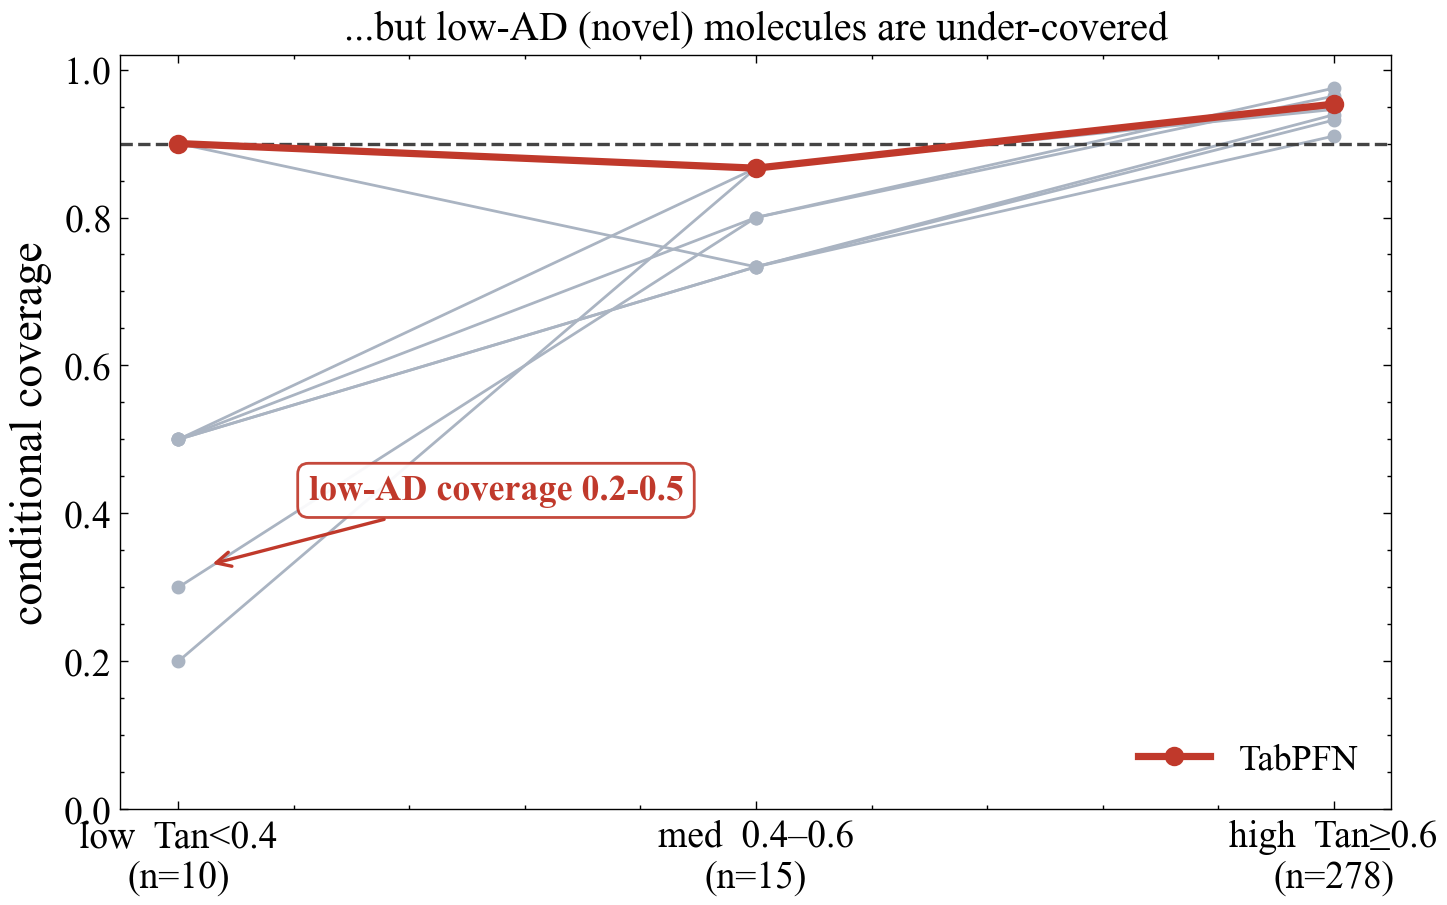 ...but low-AD (novel) molecules are under-covered
1.0
0.8
0.6
0.4
0.2
0.0
conditional coverage
low-AD coverage 0.2-0.5
TabPFN
low Tan<0.4
(n=10)
med 0.4–0.6
(n=15)
high Tan≥0.6
(n=278)